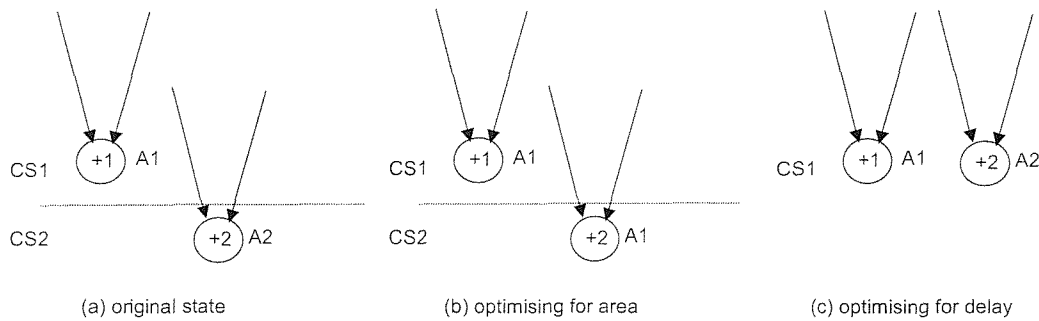 CS1 +1 A1
CS2 +2 A2
(a) original state
CS1 +1 A1
CS2 +2 A1
(b) optimising for area
CS1 +1 A1 +2 A2
(c) optimising for delay